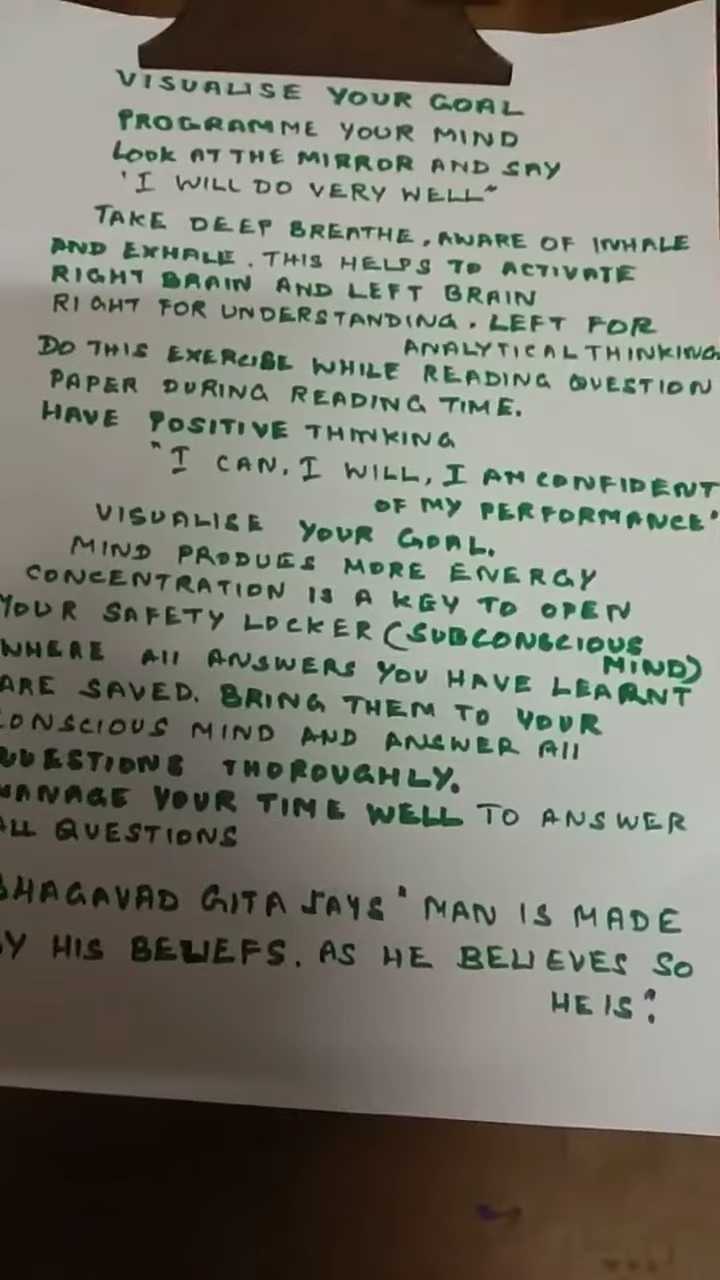 VISUALISE YOUR GOAL
PROGRAMME YOUR MIND
LOOK AT THE MIRROR AND SAY
'I WILL DO VERY WELL"
TAKE DEEP BREATHE, AWARE OF INHALE
AND EXHALE. THIS HELPS TO ACTIVATE
RIGHT BRAIN AND LEFT BRAIN
RIGHT FOR UNDERSTANDING. LEFT FOR
ANALYTICAL THINKING
DO THIS EXERCISE WHILE READING QUESTION
PAPER DURING READING TIME.
HAVE POSITIVE THINKING
"I CAN, I WILL, I AM CONFIDENT
OF MY PERFORMANCE"
VISUALISE YOUR GOAL.
MIND PRODUES MORE ENERGY
CONCENTRATION IS A KEY TO OPEN
YOUR SAFETY LOCKER (SUBCONSCIOUS
MIND)
WHERE All ANSWERS YOU HAVE LEARNT
ARE SAVED. BRING THEM TO YOUR
CONSCIOUS MIND AND ANSWER All
QUESTIONS THOROUGHLY.
MANAGE YOUR TIME WELL TO ANSWER
ALL QUESTIONS
BHAGAVAD GITA SAYS "MAN IS MADE
BY HIS BELIEFS. AS HE BELIEVES SO
HE IS".